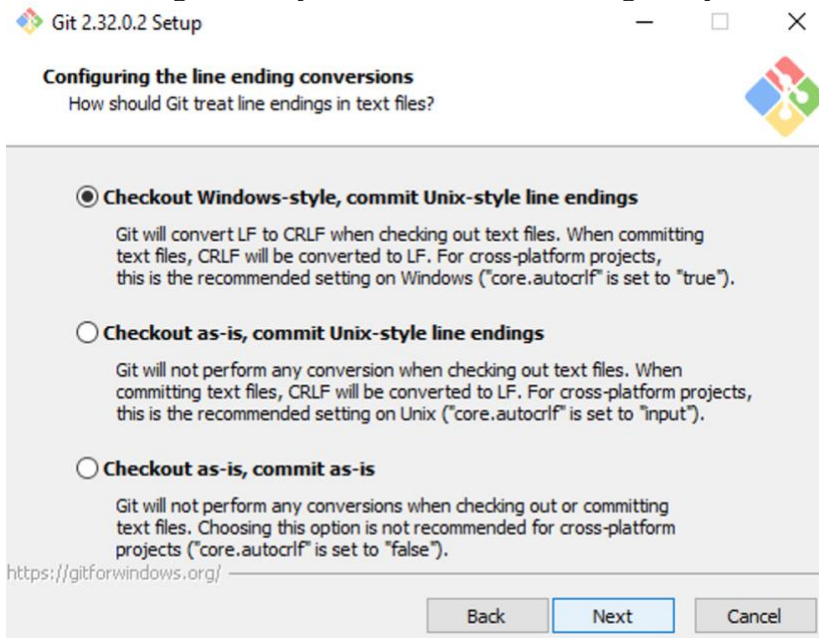 Git 2.32.0.2 Setup
Configuring the line ending conversions
How should Git treat line endings in text files?
Checkout Windows-style, commit Unix-style line endings
Git will convert LF to CRLF when checking out text files. When committing
text files, CRLF will be converted to LF. For cross-platform projects,
this is the recommended setting on Windows ("core.autocrlf" is set to "true").
Checkout as-is, commit Unix-style line endings
Git will not perform any conversion when checking out text files. When
committing text files, CRLF will be converted to LF. For cross-platform projects,
this is the recommended setting on Unix ("core.autocrlf" is set to "input").
Checkout as-is, commit as-is
Git will not perform any conversions when checking out or committing
text files. Choosing this option is not recommended for cross-platform
projects ("core.autocrlf" is set to "false").
https://gitforwindows.org/
Back Next Cancel